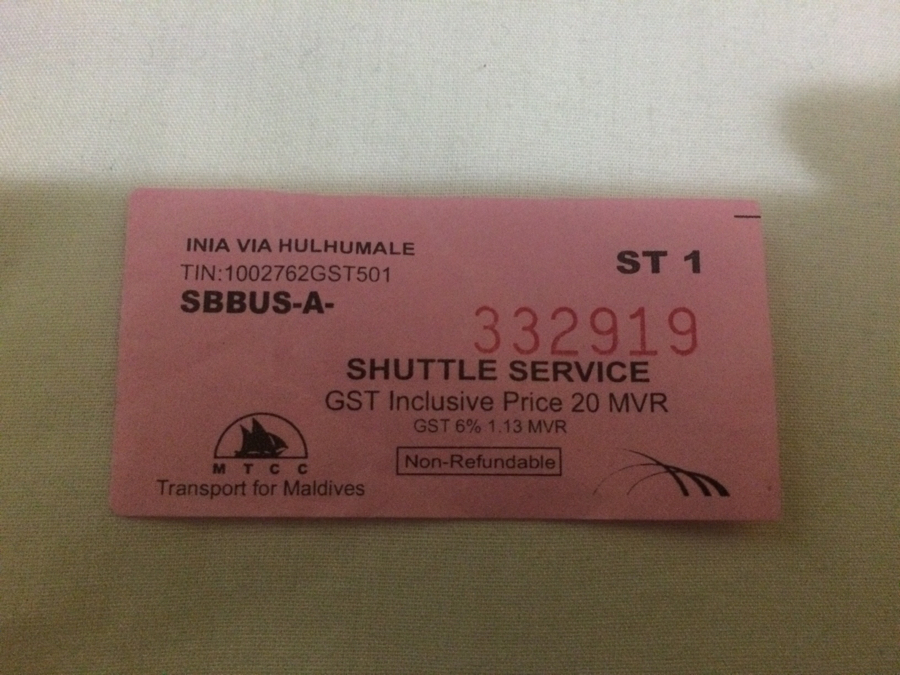 INIA VIA HULHUMALE
TIN:1002762GST501
SBBUS-A-
ST 1
332919
SHUTTLE SERVICE
GST Inclusive Price 20 MVR
GST 6% 1.13 MVR
Non-Refundable
M T C C
Transport for Maldives